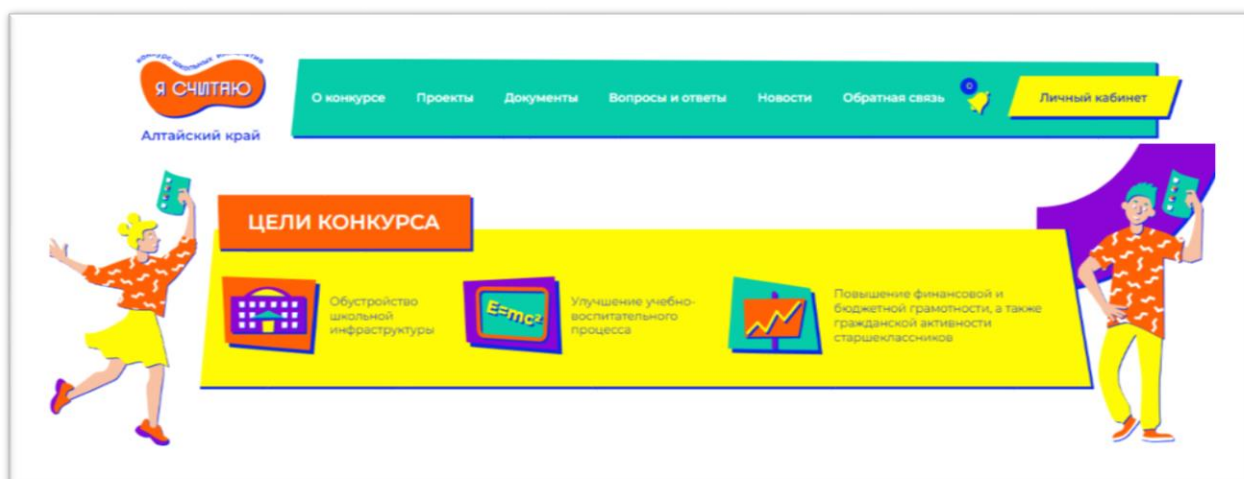 конкурс школьных инициатив
Я СЧИТАЮ
Алтайский край
О конкурсе Проекты Документы Вопросы и ответы Новости Обратная связь 0 Личный кабинет
ЦЕЛИ КОНКУРСА
Обустройство
школьной
инфраструктуры
E=mc²
Улучшение учебно-
воспитательного
процесса
Повышение финансовой и
бюджетной грамотности, а также
гражданской активности
старшеклассников